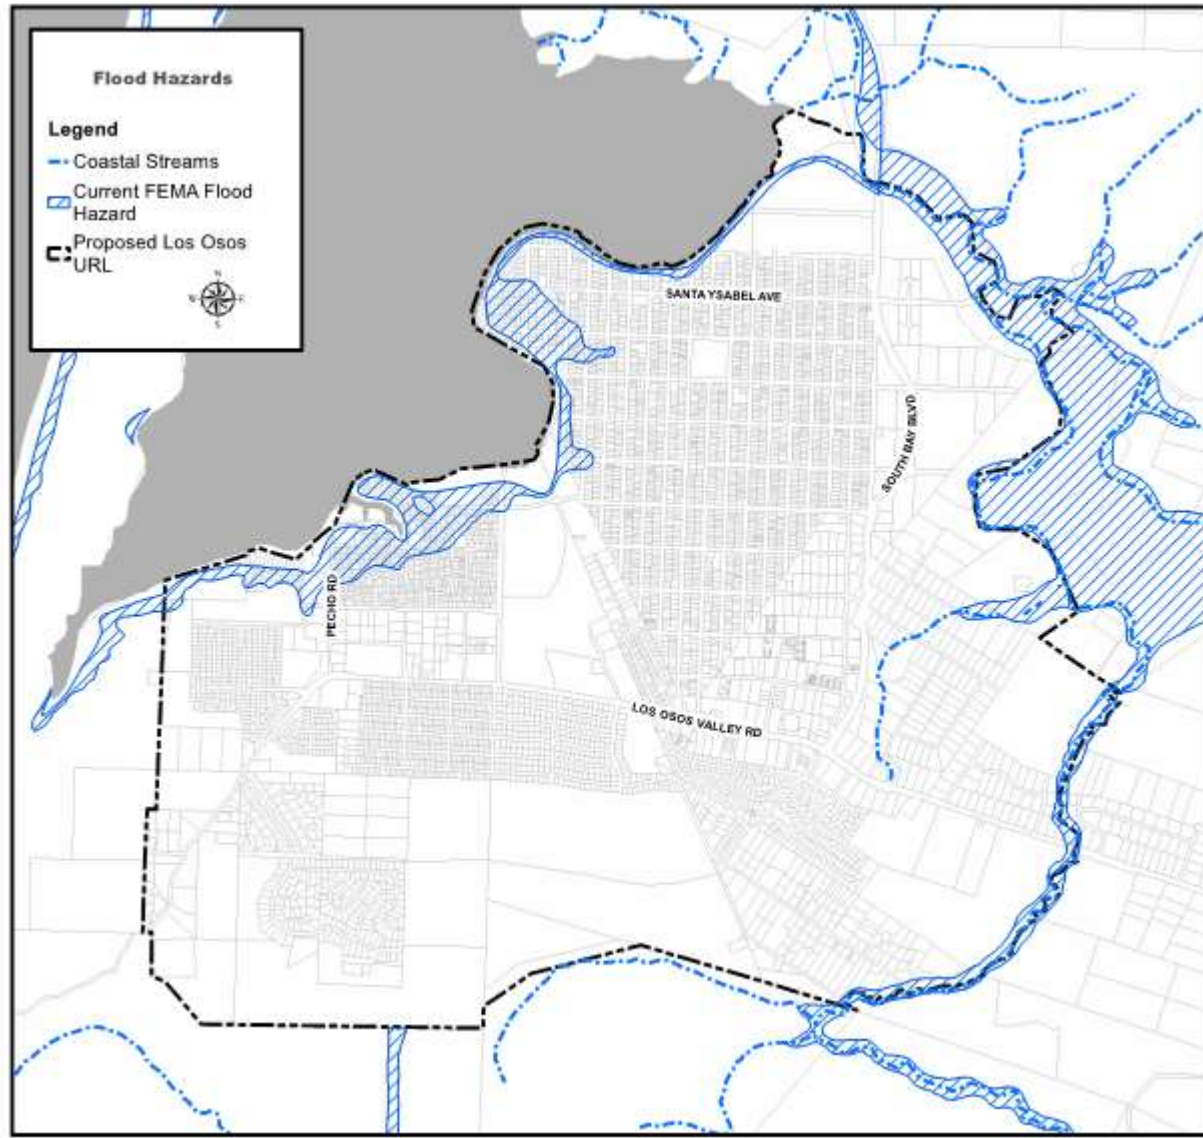 Flood Hazards
Legend
Coastal Streams
Current FEMA Flood
Hazard
Proposed Los Osos
URL
N
W
E
S
SANTA YSABEL AVE
SOUTH BAY BLVD
PECHO RD
LOS OSOS VALLEY RD